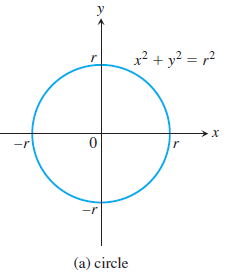 y
r
x² + y² = r²
x
−r
0
r
−r
(a) circle